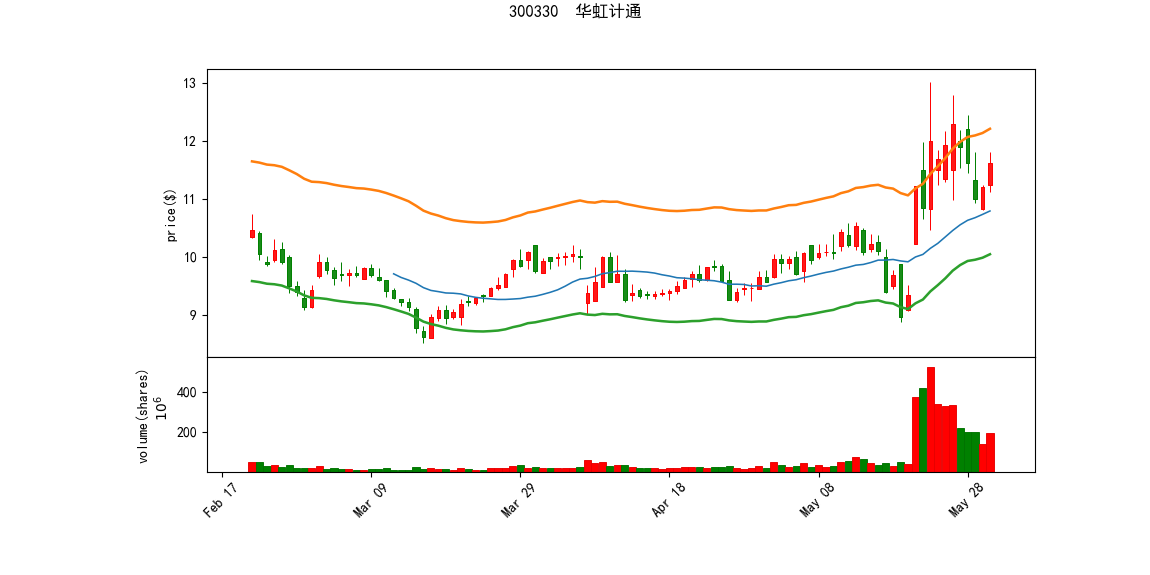 300330  华虹计通
13
12
11
10
9
price($)
400
200
volume(shares)
10^6
Feb 17
Mar 09
Mar 29
Apr 18
May 08
May 28